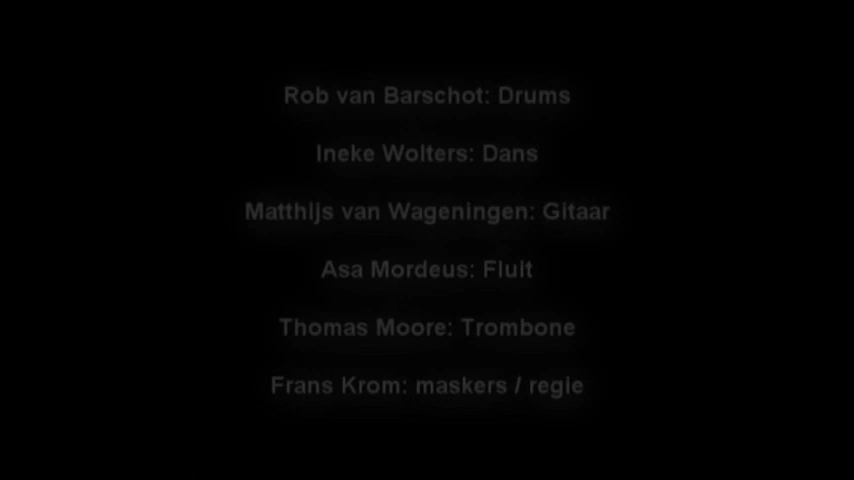 Rob van Barschot: Drums
Ineke Wolters: Dans
Matthijs van Wageningen: Gitaar
Asa Mordeus: Fluit
Thomas Moore: Trombone
Frans Krom: maskers / regie